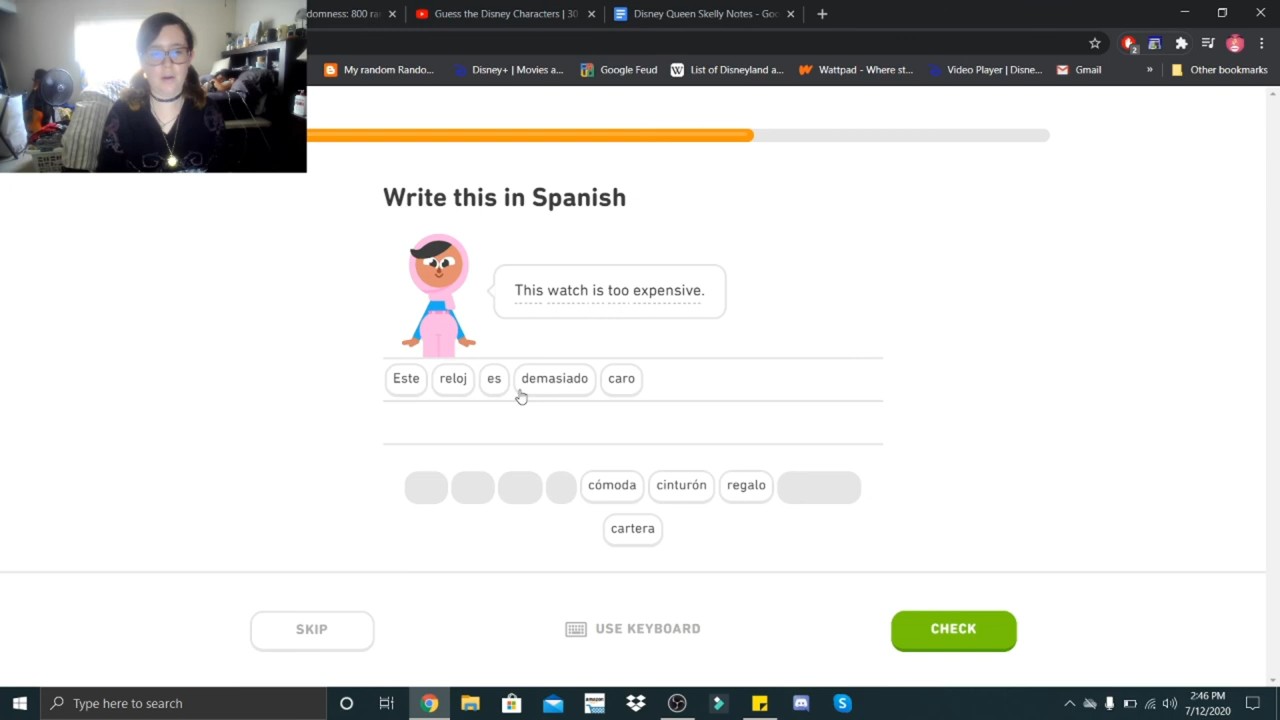 domness: 800 ra
Guess the Disney Characters | 30
Disney Queen Skelly Notes - Goo
2
My random Rando...
Disney+ | Movies a...
Google Feud
List of Disneyland a...
Wattpad - Where st...
Video Player | Disne...
Gmail
»
Other bookmarks
Write this in Spanish
This watch is too expensive.
Este reloj es demasiado caro
cómoda cinturón regalo
cartera
SKIP
USE KEYBOARD
CHECK
Type here to search
2:46 PM
7/12/2020